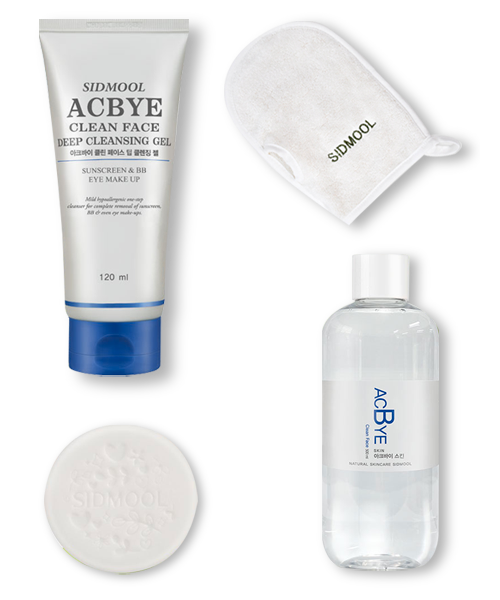 SIDMOOL
ACBYE
CLEAN FACE
DEEP CLEANSING GEL
아크바이 클린 페이스 딥 클렌징 젤
SUNSCREEN & BB
EYE MAKE UP
Mild hypoallergenic one-step
cleanser for complete removal of sunscreen,
BB & even eye make-ups.
120 ml
SIDMOOL
ACBYE
Clean Face
SKIN
아크바이 스킨
NATURAL SKINCARE SIDMOOL
SIDMOOL